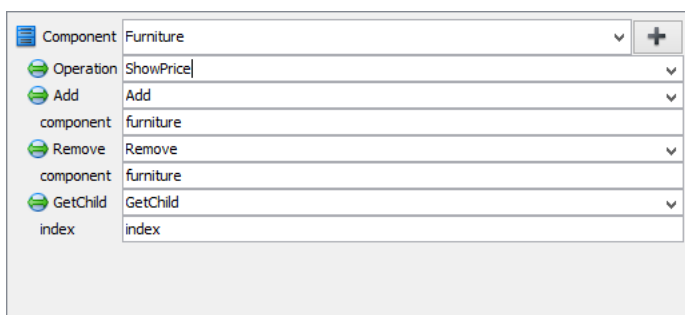 Component Furniture
Operation ShowPrice
Add Add
component furniture
Remove Remove
component furniture
GetChild GetChild
index index